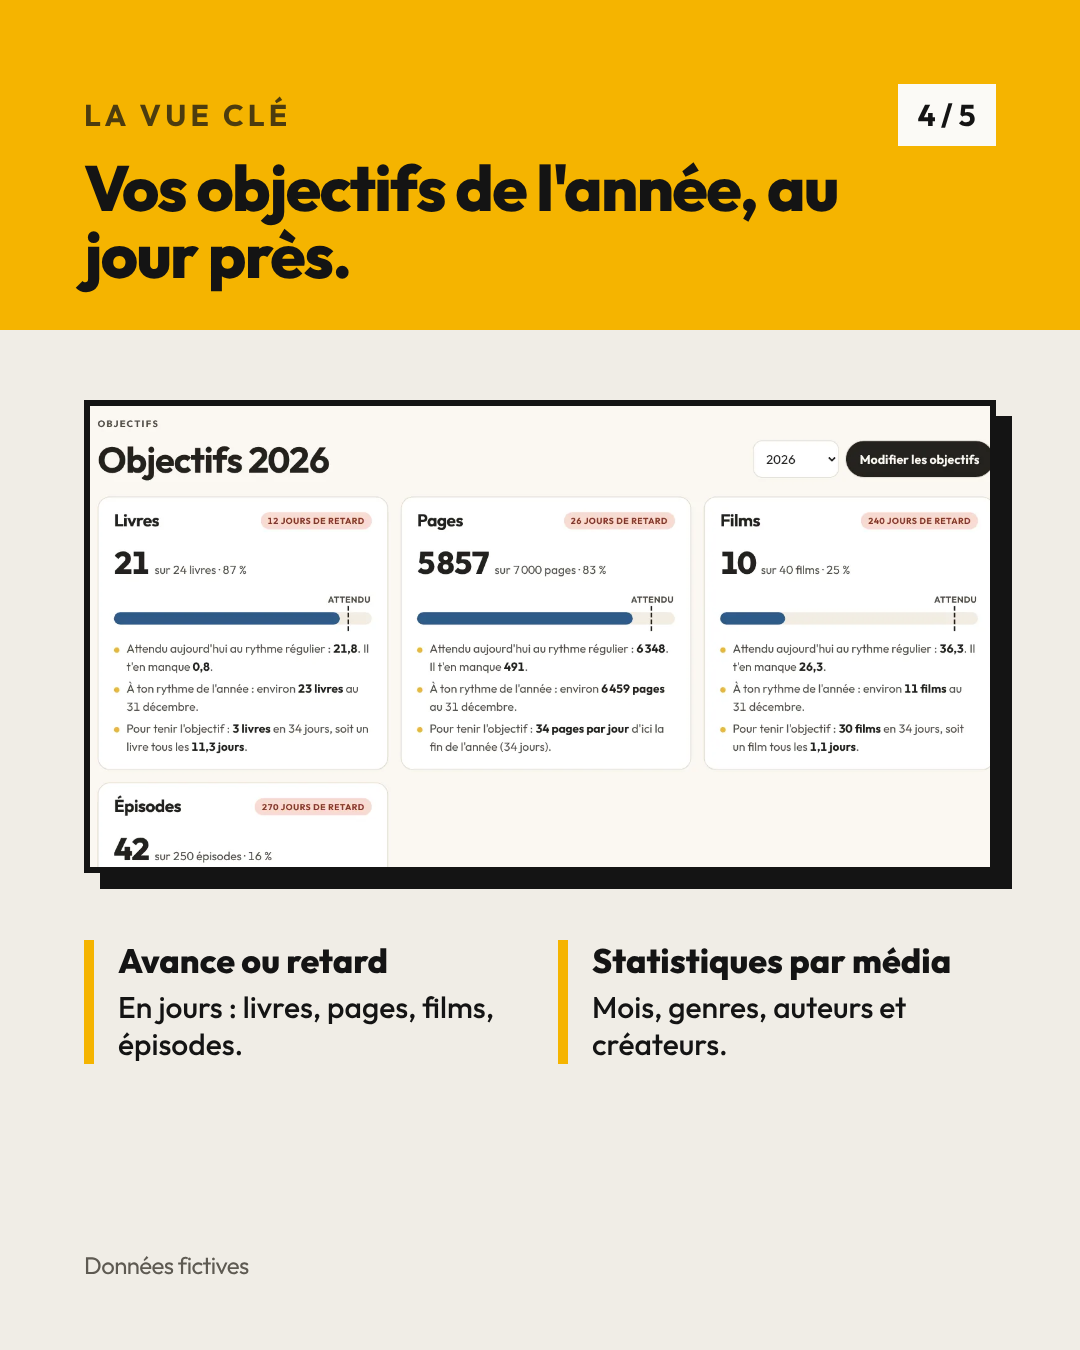 LA VUE CLÉ
4 / 5
Vos objectifs de l'année, au
jour près.
OBJECTIFS
Objectifs 2026
2026
Modifier les objectifs
Livres
12 JOURS DE RETARD
21 sur 24 livres · 87 %
ATTENDU
Attendu aujourd'hui au rythme régulier : 21,8. Il
t'en manque 0,8.
À ton rythme de l'année : environ 23 livres au
31 décembre.
Pour tenir l'objectif : 3 livres en 34 jours, soit un
livre tous les 11,3 jours.
Pages
26 JOURS DE RETARD
5 857 sur 7 000 pages · 83 %
ATTENDU
Attendu aujourd'hui au rythme régulier : 6 348.
Il t'en manque 491.
À ton rythme de l'année : environ 6 459 pages
au 31 décembre.
Pour tenir l'objectif : 34 pages par jour d'ici la
fin de l'année (34 jours).
Films
240 JOURS DE RETARD
10 sur 40 films · 25 %
ATTENDU
Attendu aujourd'hui au rythme régulier : 36,3. Il
t'en manque 26,3.
À ton rythme de l'année : environ 11 films au
31 décembre.
Pour tenir l'objectif : 30 films en 34 jours, soit
un film tous les 1,1 jours.
Épisodes
270 JOURS DE RETARD
42 sur 250 épisodes · 16 %
Avance ou retard
En jours : livres, pages, films,
épisodes.
Statistiques par média
Mois, genres, auteurs et
créateurs.
Données fictives